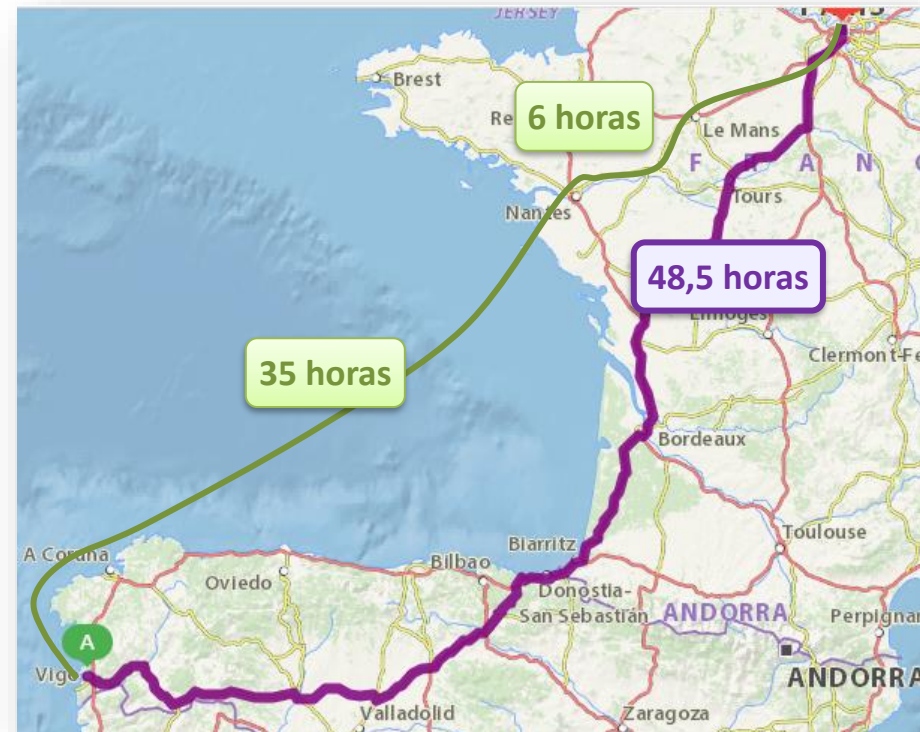 JERSEY
PARIS
Brest
6 horas
Re
Le Mans
F R A N C
Tours
Nantes
48,5 horas
Limoges
35 horas
Clermont-Fe
Bordeaux
A Coruña
Toulouse
Biarritz
Bilbao
Oviedo
Donostia-
San Sebastián
ANDORRA
Perpignan
A
Vigo
ANDORRA
Valladolid
Zaragoza